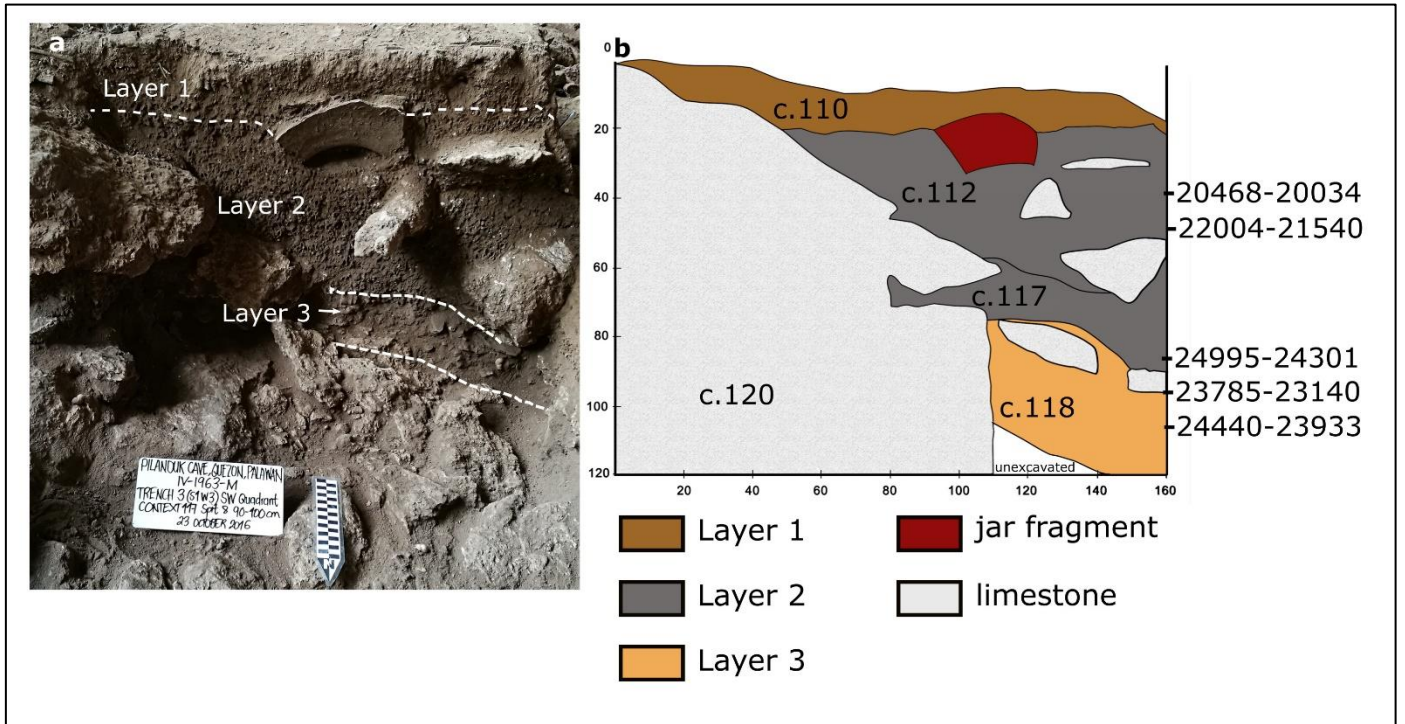 a
Layer 1
Layer 2
Layer 3
PILANDUK CAVE, QUEZON, PALAWAN
IV-1963-M
TRENCH 3 (S1W3) SW Quadrant
CONTEXT 117 Spit 8 90-100cm
23 OCTOBER 2016
b
0
20
40
60
80
100
120
c.110
c.112
c.117
c.118
c.120
unexcavated
20468-20034
22004-21540
24995-24301
23785-23140
24440-23933
20 40 60 80 100 120 140 160
Layer 1
Layer 2
Layer 3
jar fragment
limestone